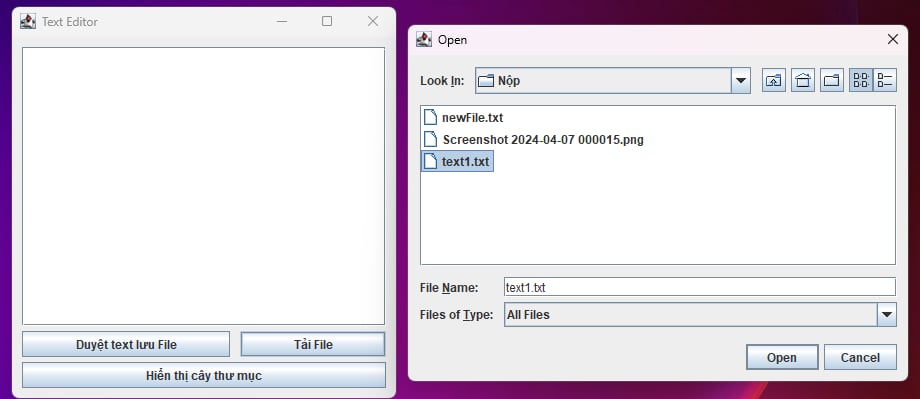 Text Editor
Duyệt text lưu File
Tải File
Hiển thị cây thư mục
Open
Look In:
Nộp
newFile.txt
Screenshot 2024-04-07 000015.png
text1.txt
File Name:
text1.txt
Files of Type:
All Files
Open
Cancel